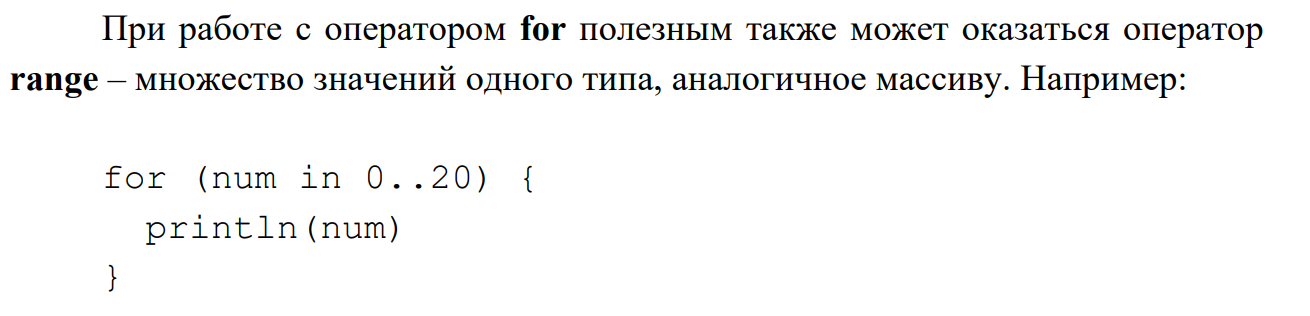 При работе с оператором for полезным также может оказаться оператор
range – множество значений одного типа, аналогичное массиву. Например:
for (num in 0..20) {
println(num)
}